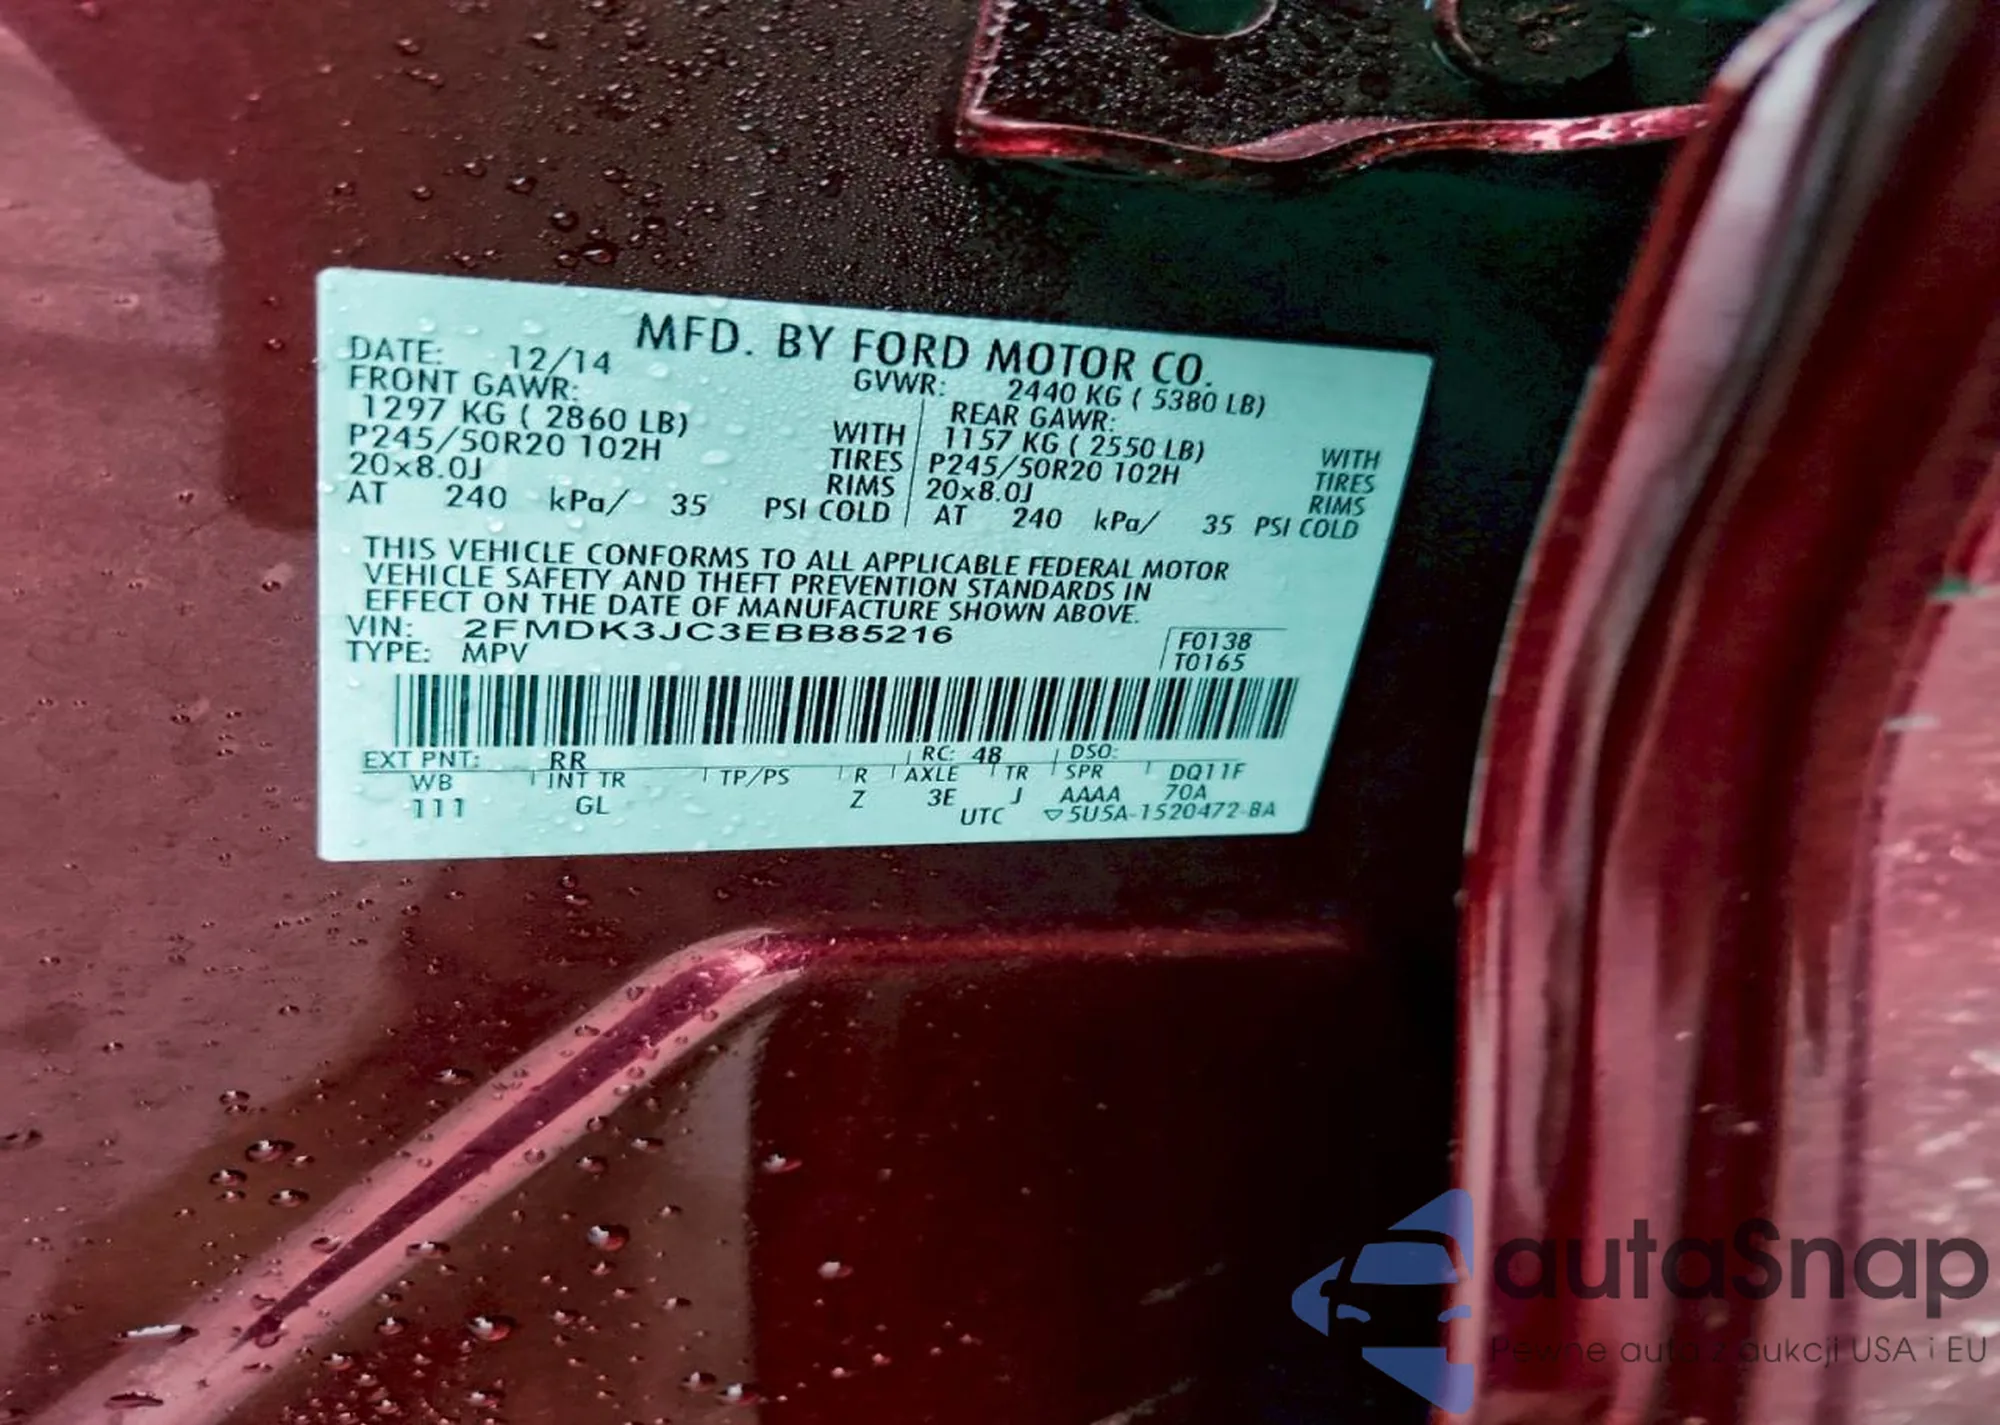 MFD. BY FORD MOTOR CO.
DATE: 12/14
GVWR: 2440 KG ( 5380 LB)
FRONT GAWR:
1297 KG ( 2860 LB)
P245/50R20 102H
20x8.0J
AT 240 kPa/ 35 PSI COLD
WITH
TIRES
RIMS
REAR GAWR:
1157 KG ( 2550 LB)
P245/50R20 102H
20x8.0J
AT 240 kPa/ 35 PSI COLD
WITH
TIRES
RIMS
THIS VEHICLE CONFORMS TO ALL APPLICABLE FEDERAL MOTOR
VEHICLE SAFETY AND THEFT PREVENTION STANDARDS IN
EFFECT ON THE DATE OF MANUFACTURE SHOWN ABOVE.
VIN: 2FMDK3JC3EBB85216
TYPE: MPV
F0138
T0165
EXT PNT: RR RC: 48 DSO:
WB INT TR TP/PS R AXLE TR SPR DQ11F
111 GL Z 3E J AAAA 70A
UTC ▽5U5A-1520472-BA
autaSnap
Pewne auta z aukcji USA i EU